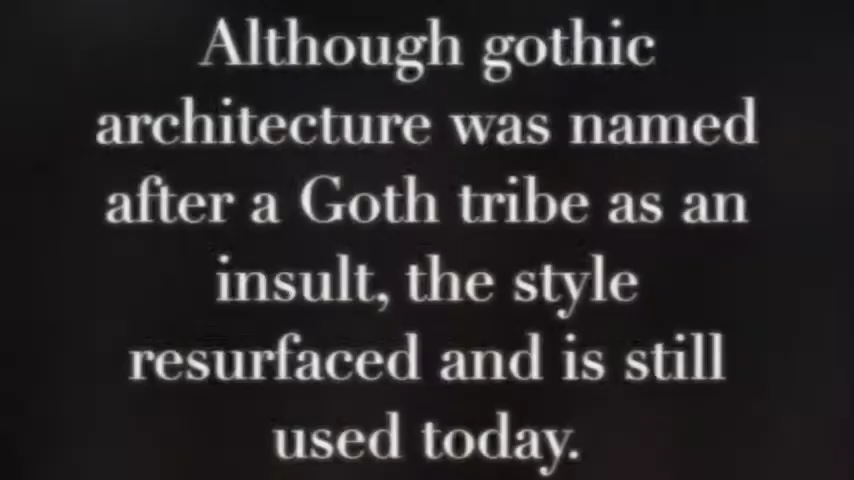 Although gothic
architecture was named
after a Goth tribe as an
insult, the style
resurfaced and is still
used today.